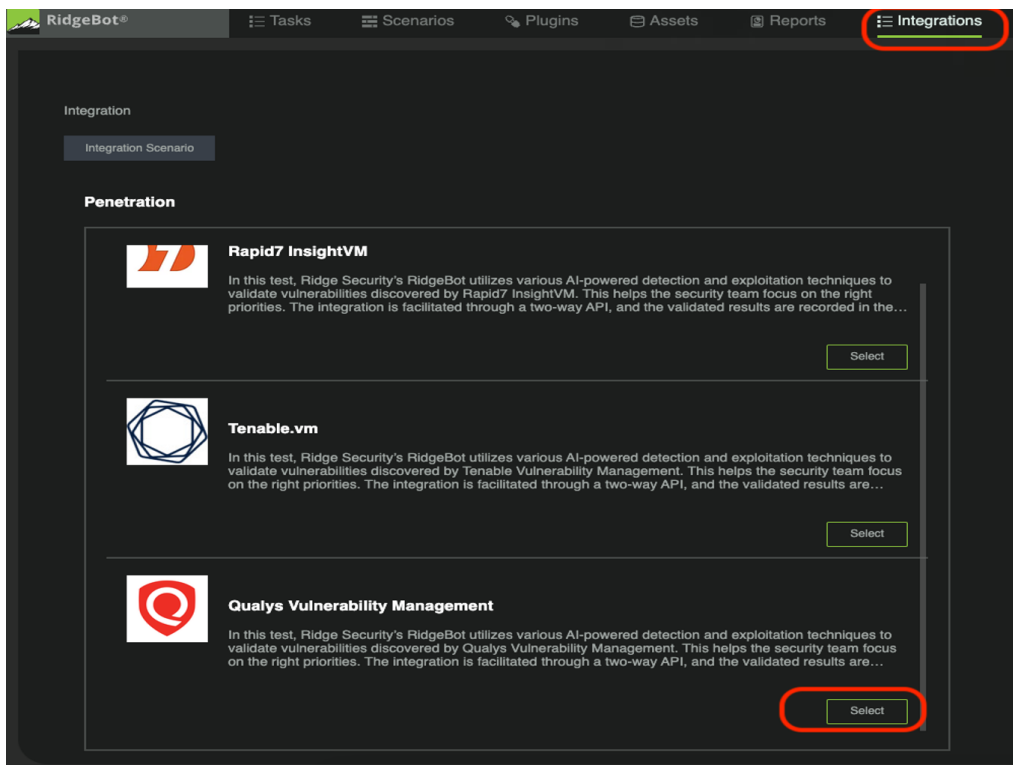 RidgeBot®
Tasks
Scenarios
Plugins
Assets
Reports
Integrations
Integration
Integration Scenario
Penetration
Rapid7 InsightVM
In this test, Ridge Security's RidgeBot utilizes various AI-powered detection and exploitation techniques to
validate vulnerabilities discovered by Rapid7 InsightVM. This helps the security team focus on the right
priorities. The integration is facilitated through a two-way API, and the validated results are recorded in the...
Select
Tenable.vm
In this test, Ridge Security's RidgeBot utilizes various AI-powered detection and exploitation techniques to
validate vulnerabilities discovered by Tenable Vulnerability Management. This helps the security team focus
on the right priorities. The integration is facilitated through a two-way API, and the validated results are...
Select
Qualys Vulnerability Management
In this test, Ridge Security's RidgeBot utilizes various AI-powered detection and exploitation techniques to
validate vulnerabilities discovered by Qualys Vulnerability Management. This helps the security team focus
on the right priorities. The integration is facilitated through a two-way API, and the validated results are...
Select